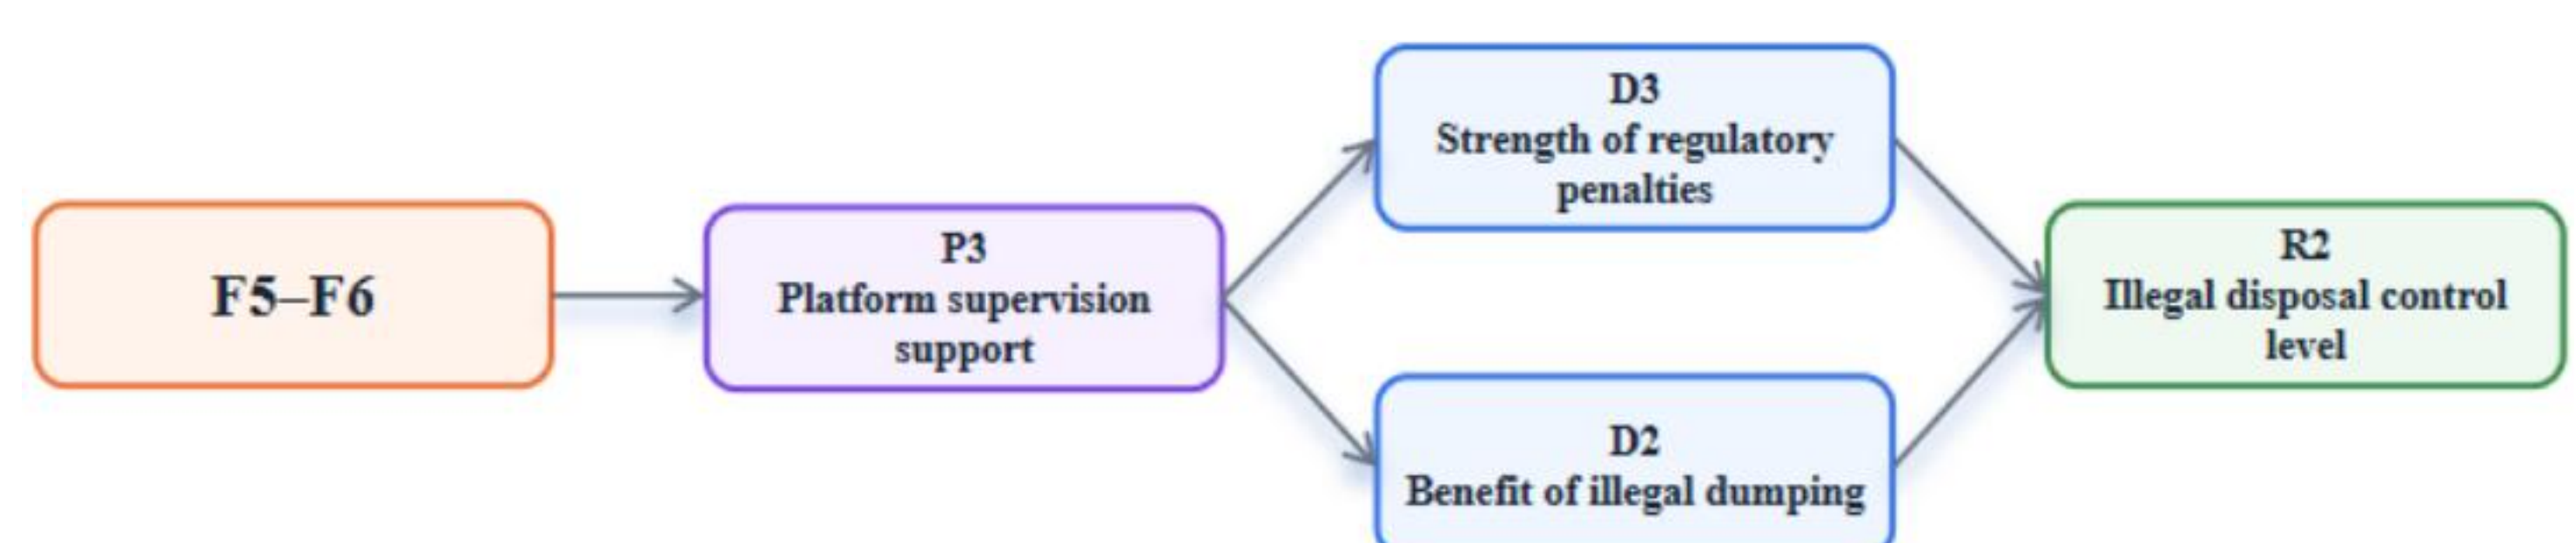 F5–F6
P3
Platform supervision
support
D3
Strength of regulatory
penalties
D2
Benefit of illegal dumping
R2
Illegal disposal control
level